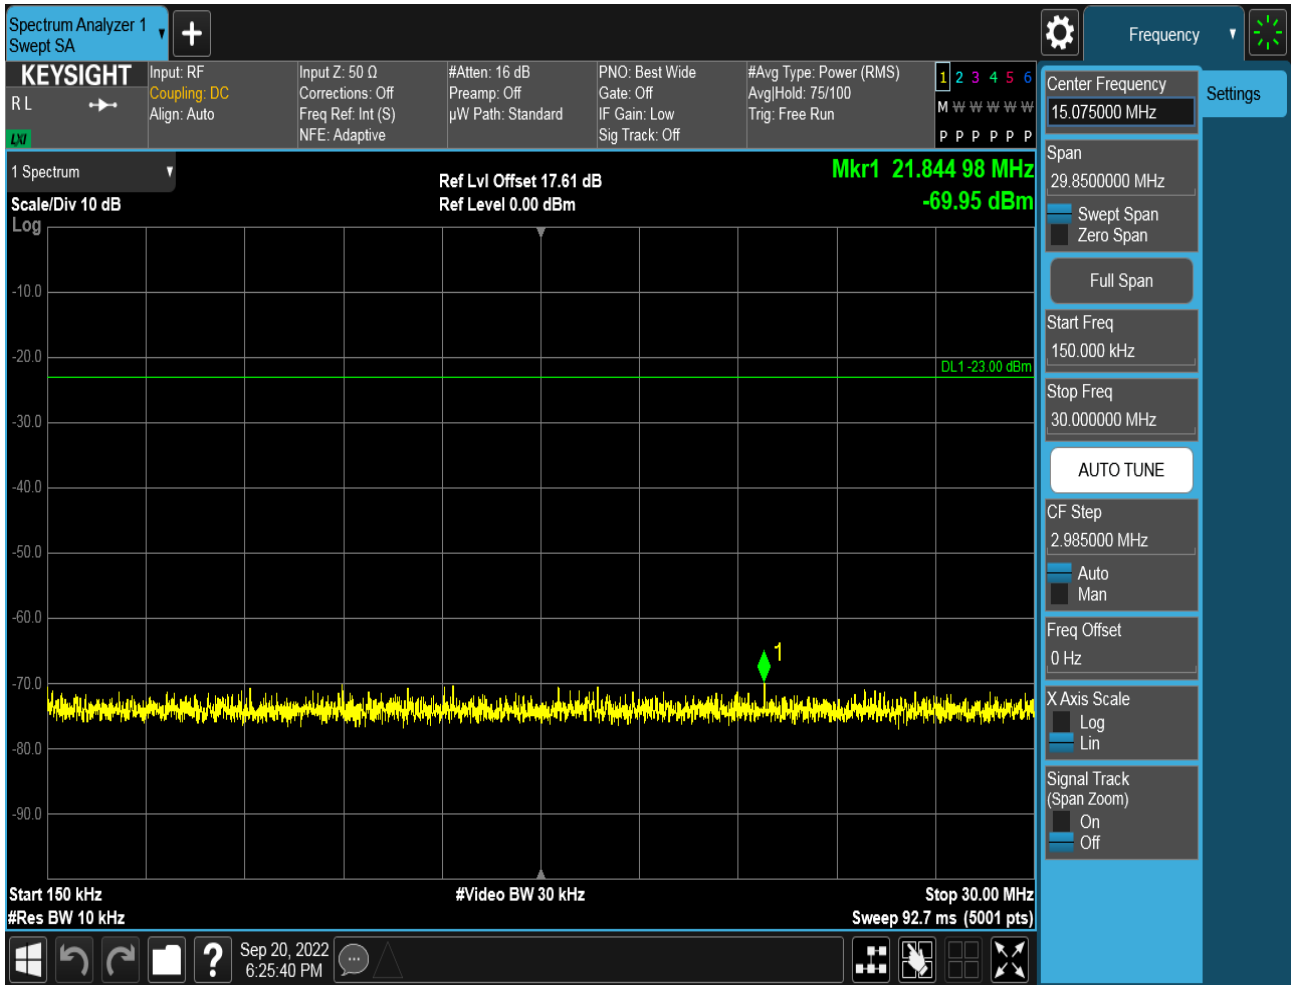 Spectrum Analyzer 1
Swept SA
Frequency
KEYSIGHT
R L
LXI
Input: RF
Coupling: DC
Align: Auto
Input Z: 50 Ω
Corrections: Off
Freq Ref: Int (S)
NFE: Adaptive
#Atten: 16 dB
Preamp: Off
µW Path: Standard
PNO: Best Wide
Gate: Off
IF Gain: Low
Sig Track: Off
#Avg Type: Power (RMS)
Avg|Hold: 75/100
Trig: Free Run
1 2 3 4 5 6
M W W W W W
P P P P P P
1 Spectrum
Scale/Div 10 dB
Log
Ref Lvl Offset 17.61 dB
Ref Level 0.00 dBm
Mkr1 21.844 98 MHz
-69.95 dBm
-10.0
-20.0
DL1 -23.00 dBm
-30.0
-40.0
-50.0
-60.0
1
-70.0
-80.0
-90.0
Start 150 kHz
#Video BW 30 kHz
Stop 30.00 MHz
#Res BW 10 kHz
Sweep 92.7 ms (5001 pts)
?
Sep 20, 2022
6:25:40 PM
Center Frequency
15.075000 MHz
Settings
Span
29.8500000 MHz
Swept Span
Zero Span
Full Span
Start Freq
150.000 kHz
Stop Freq
30.000000 MHz
AUTO TUNE
CF Step
2.985000 MHz
Auto
Man
Freq Offset
0 Hz
X Axis Scale
Log
Lin
Signal Track
(Span Zoom)
On
Off